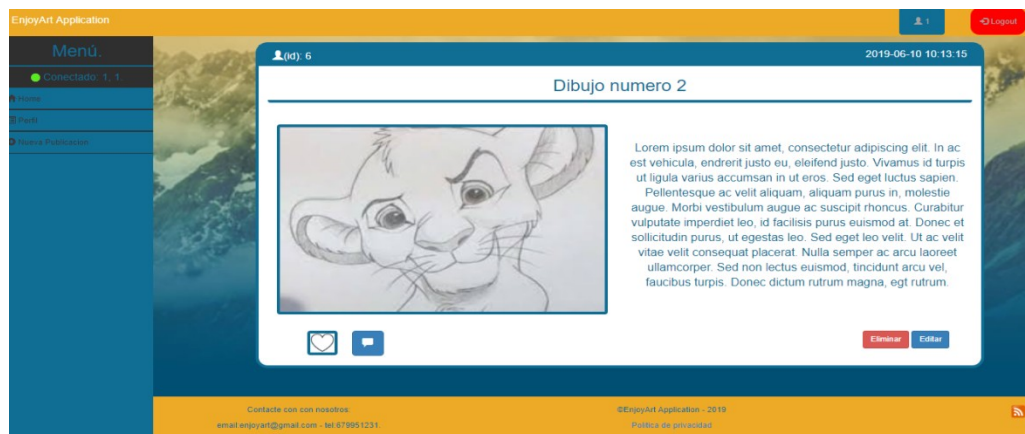 EnjoyArt Application
1
Logout
Menú.
Conectado: 1, 1.
Home
Perfil
Nueva Publicacion
(id): 6
2019-06-10 10:13:15
Dibujo numero 2
Lorem ipsum dolor sit amet, consectetur adipiscing elit. In ac
est vehicula, endrerit justo eu, eleifend justo. Vivamus id turpis
ut ligula varius accumsan in ut eros. Sed eget luctus sapien.
Pellentesque ac velit aliquam, aliquam purus in, molestie
augue. Morbi vestibulum augue ac suscipit rhoncus. Curabitur
vulputate imperdiet leo, id facilisis purus euismod at. Donec et
sollicitudin purus, ut egestas leo. Sed eget leo velit. Ut ac velit
vitae velit consequat placerat. Nulla semper ac arcu laoreet
ullamcorper. Sed non lectus euismod, tincidunt arcu vel,
faucibus turpis. Donec dictum rutrum magna, egt rutrum.
Eliminar
Editar
Contacte con con nosotros:
email:enjoyart@gmail.com - tel:679951231.
©EnjoyArt Application - 2019
Politica de privacidad